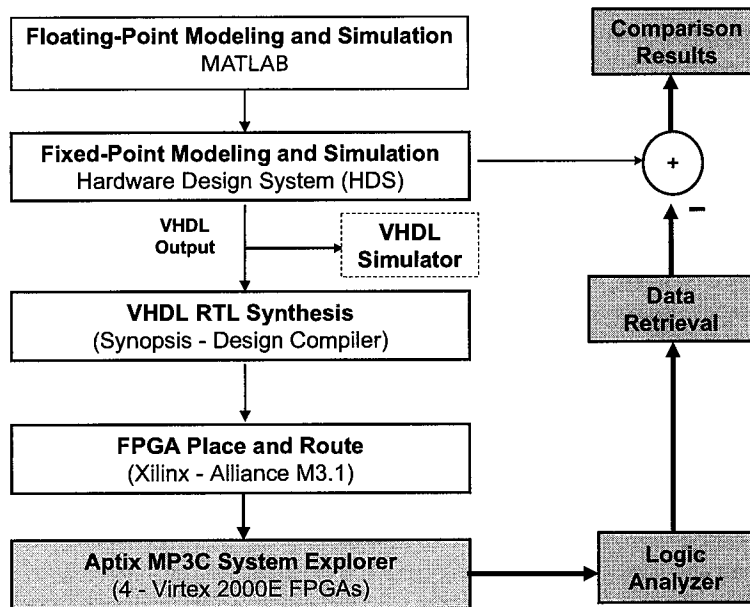 Floating-Point Modeling and Simulation
MATLAB
Comparison
Results
Fixed-Point Modeling and Simulation
Hardware Design System (HDS)
+
−
VHDL
Output
VHDL
Simulator
VHDL RTL Synthesis
(Synopsis - Design Compiler)
Data
Retrieval
FPGA Place and Route
(Xilinx - Alliance M3.1)
Aptix MP3C System Explorer
(4 - Virtex 2000E FPGAs)
Logic
Analyzer